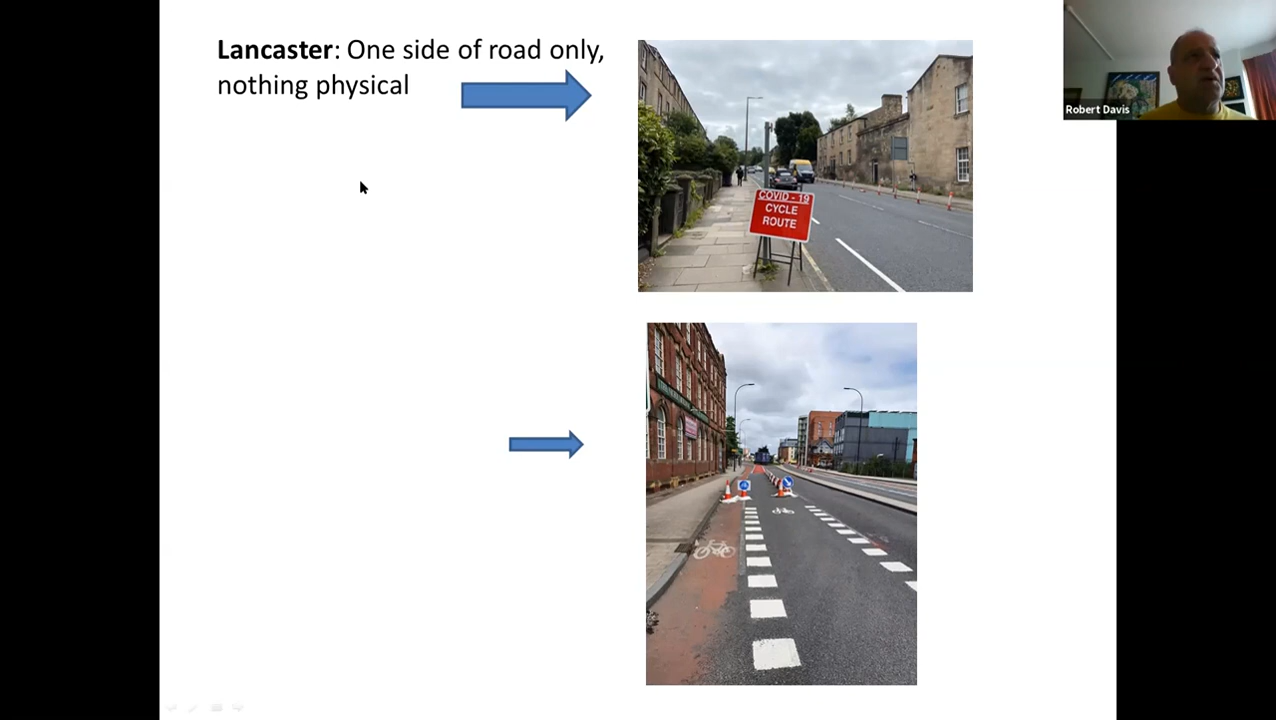 Lancaster: One side of road only,
nothing physical
COVID - 19
CYCLE
ROUTE
Robert Davis